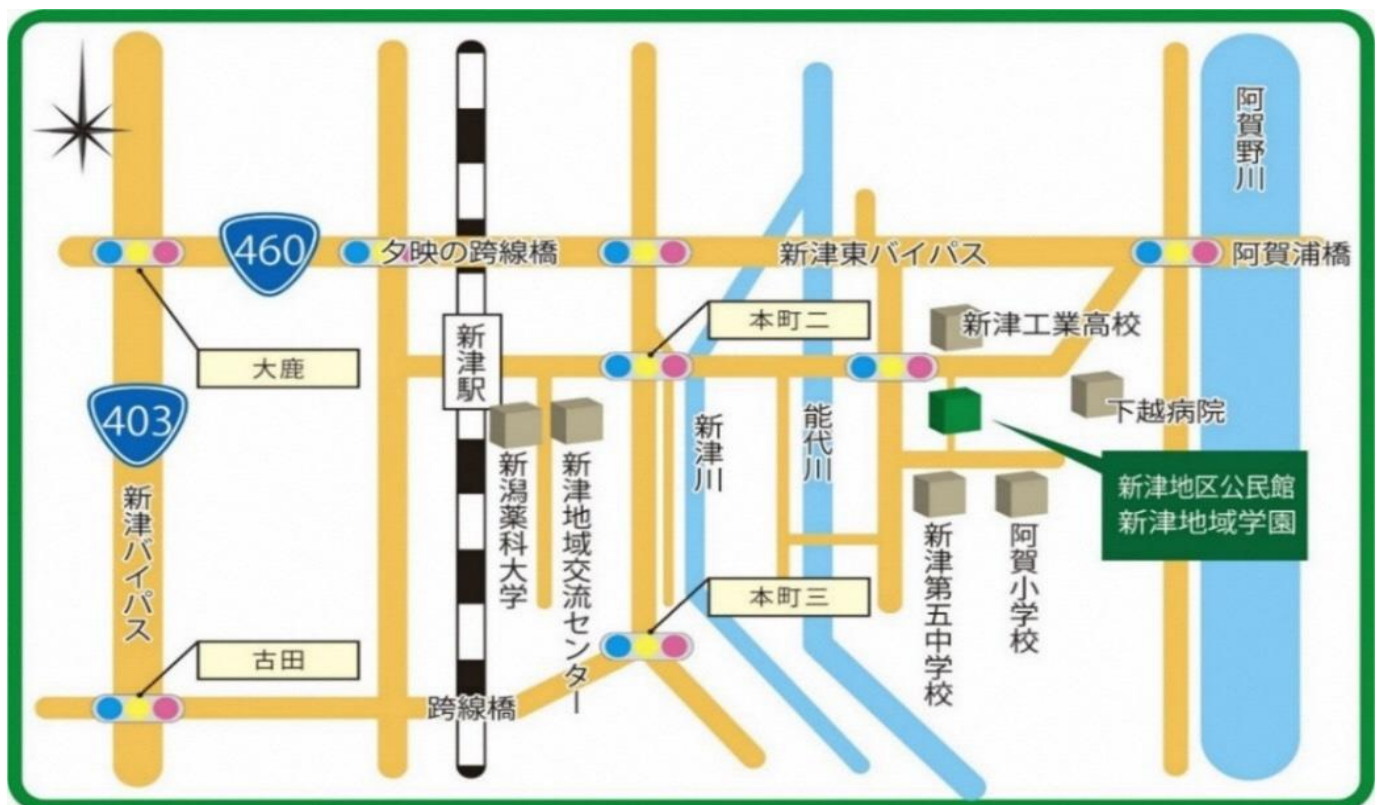 阿賀野川
460
夕映の跨線橋
新津東バイパス
阿賀浦橋
大鹿
新津駅
本町二
新津工業高校
403
下越病院
新津バイパス
新潟薬科大学
新津地域交流センター
新津川
能代川
新津地区公民館
新津地域学園
新津第五中学校
阿賀小学校
本町三
古田
跨線橋